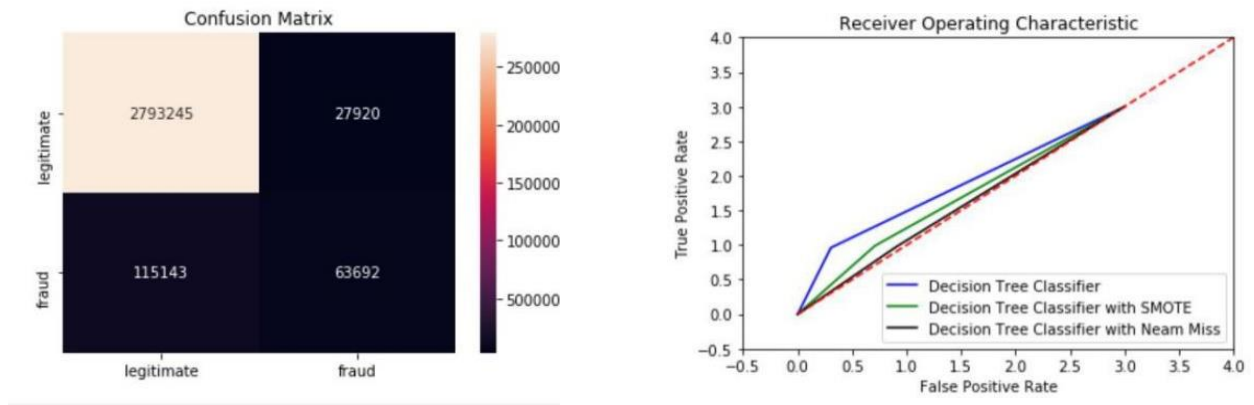 Confusion Matrix
2793245
27920
115143
63692
legitimate
fraud
legitimate
fraud
250000
200000
150000
100000
500000
Receiver Operating Characteristic
4.0
3.5
3.0
2.5
2.0
1.5
1.0
0.5
0.0
−0.5
True Positive Rate
Decision Tree Classifier
Decision Tree Classifier with SMOTE
Decision Tree Classifier with Neam Miss
−0.5
0.0
0.5
1.0
1.5
2.0
2.5
3.0
3.5
4.0
False Positive Rate